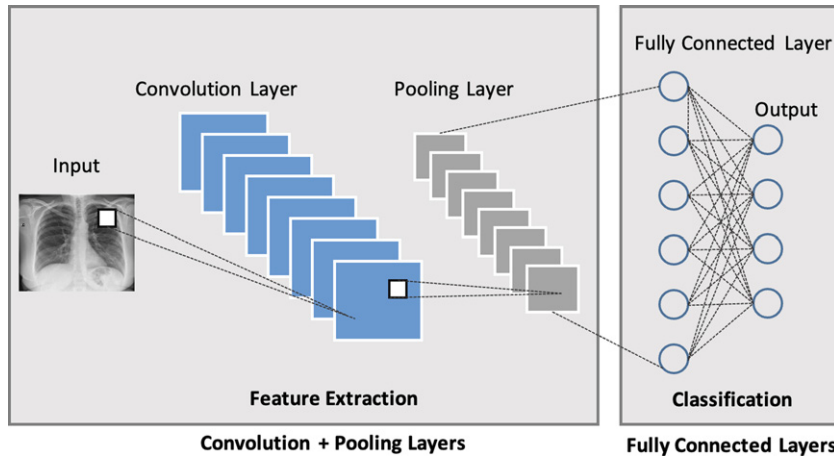 Fully Connected Layer
Convolution Layer
Pooling Layer
Output
Input
Feature Extraction
Classification
Convolution + Pooling Layers
Fully Connected Layers